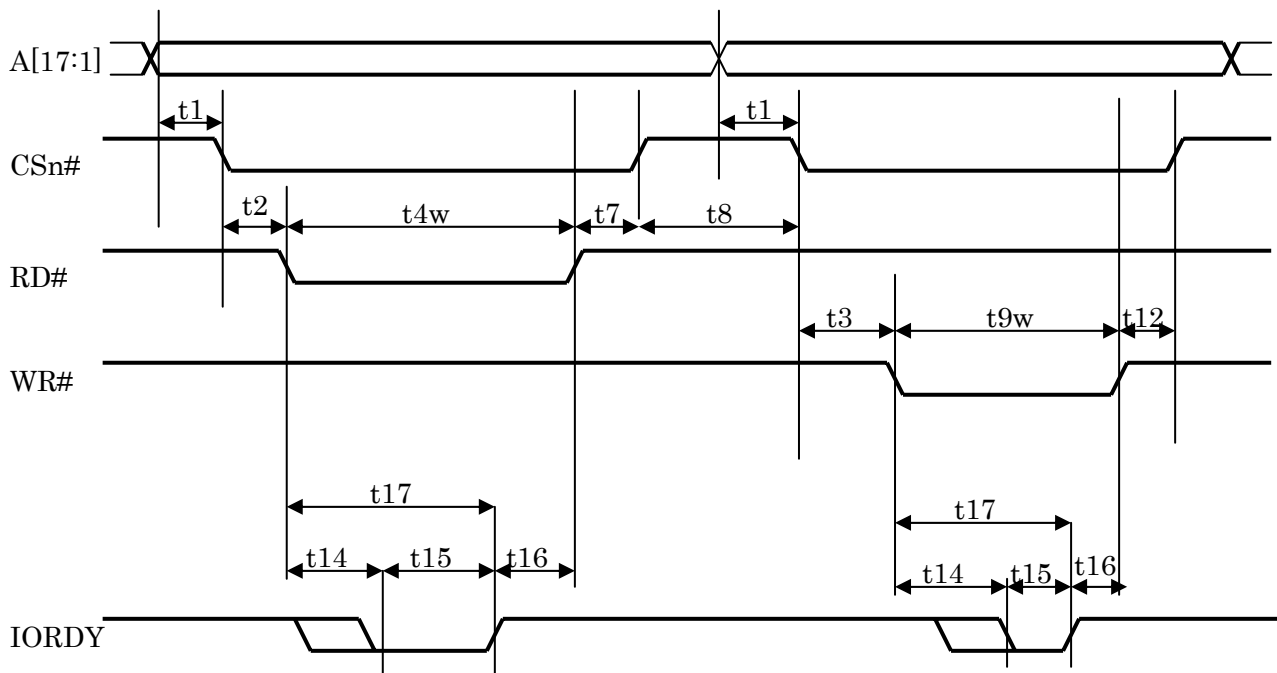 A[17:1]
t1 t1
CSn#
t2 t4w t7 t8
RD#
t3 t9w t12
WR#
t17 t17
t14 t15 t16 t14 t15 t16
IORDY